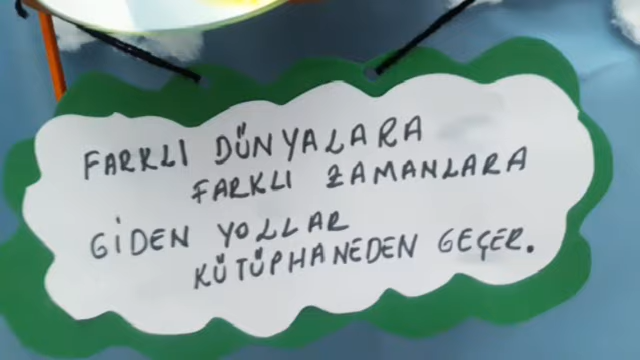 FARKLI DÜNYALARA
FARKLI ZAMANLARA
GİDEN YOLLAR
KÜTÜPHANEDEN GEÇER.